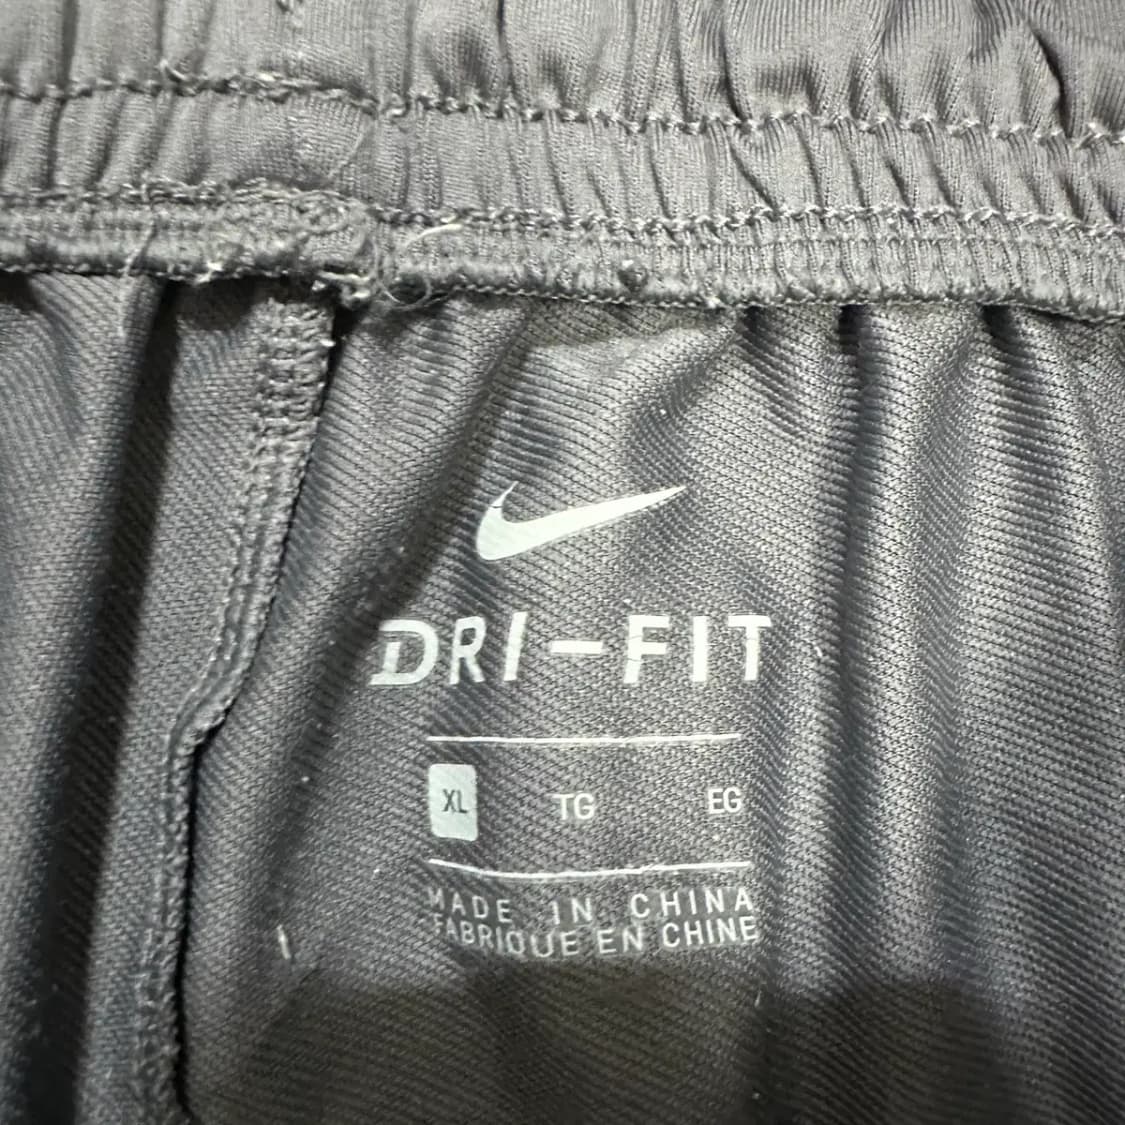 DRI-FIT
XL TG EG
MADE IN CHINA
FABRIQUE EN CHINE